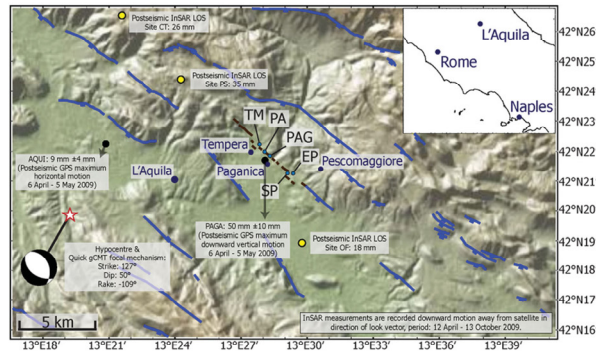 Postseismic InSAR LOS
Site CT: 26 mm
Postseismic InSAR LOS
Site PS: 35 mm
L'Aquila
Rome
Naples
42°N26
42°N25
42°N24
42°N23
42°N22
42°N21
42°N20
42°N19
42°N18
42°N17
42°N16
TM
PA
PAG
EP
SP
Tempera
Paganica
Pescomaggiore
L'Aquila
AQUI: 9 mm ±4 mm
(Postseismic GPS maximum
horizontal motion
6 April - 5 May 2009)
PAGA: 50 mm ±10 mm
(Postseismic GPS maximum
downward vertical motion
6 April - 5 May 2009)
Postseismic InSAR LOS
Site OF: 18 mm
Hypocentre &
Quick gCMT focal mechanism:
Strike: 127°
Dip: 50°
Rake: -109°
5 km
InSAR measurements are recorded downward motion away from satellite in
direction of look vector, period: 12 April - 13 October 2009.
13°E18'
13°E21
13°E24
13°E27
13°E30
13°E33
13°E36
13°E39